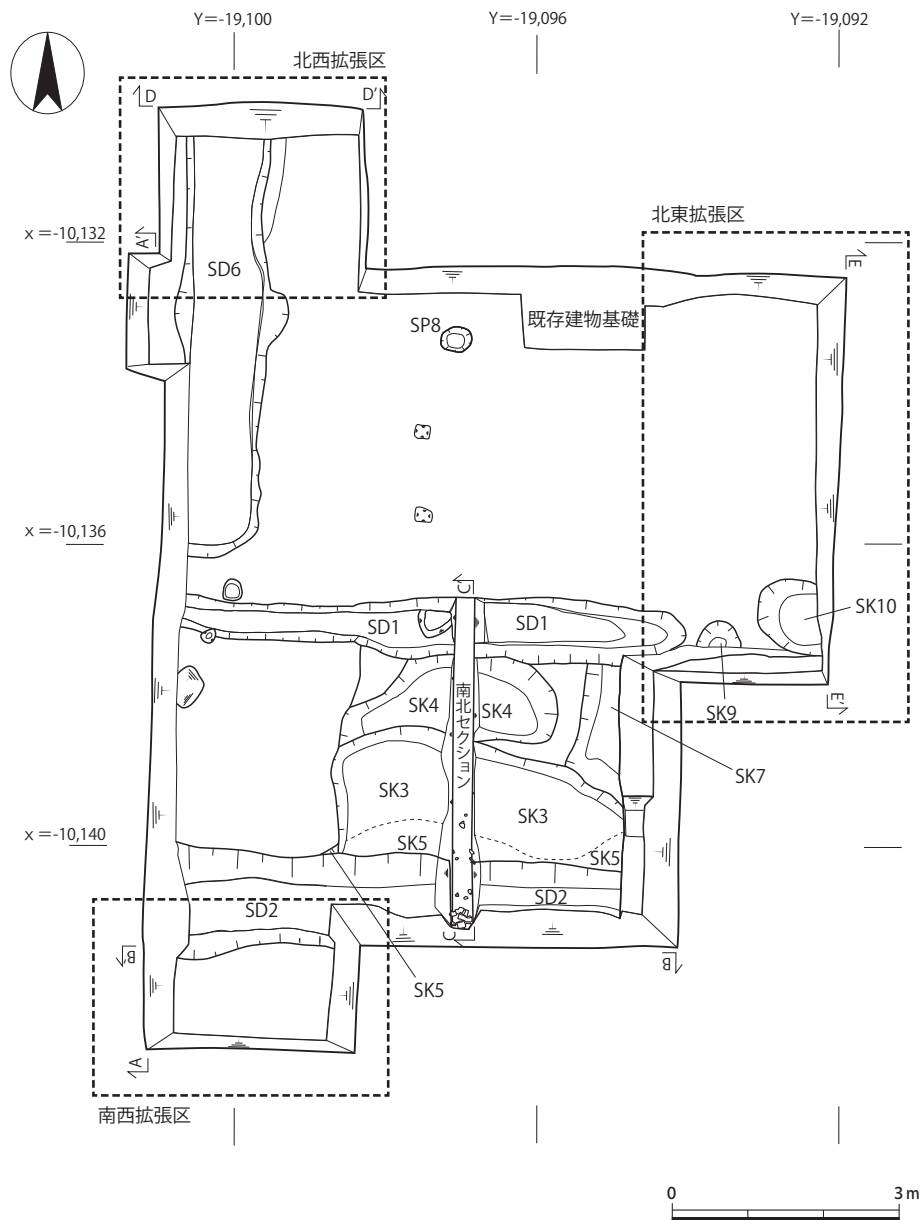 Y＝-19,100
Y＝-19,096
Y＝-19,092
北西拡張区
D
D'
北東拡張区
x＝-10,132
A'
E
SD6
SP8
既存建物基礎
x＝-10,136
C'
SK10
SD1
SD1
SK4
SK4
南北セクション
SK9
E'
SK7
SK3
SK3
x＝-10,140
SK5
SK5
SD2
SD2
B'
C
B
SK5
A
南西拡張区
0
3 m